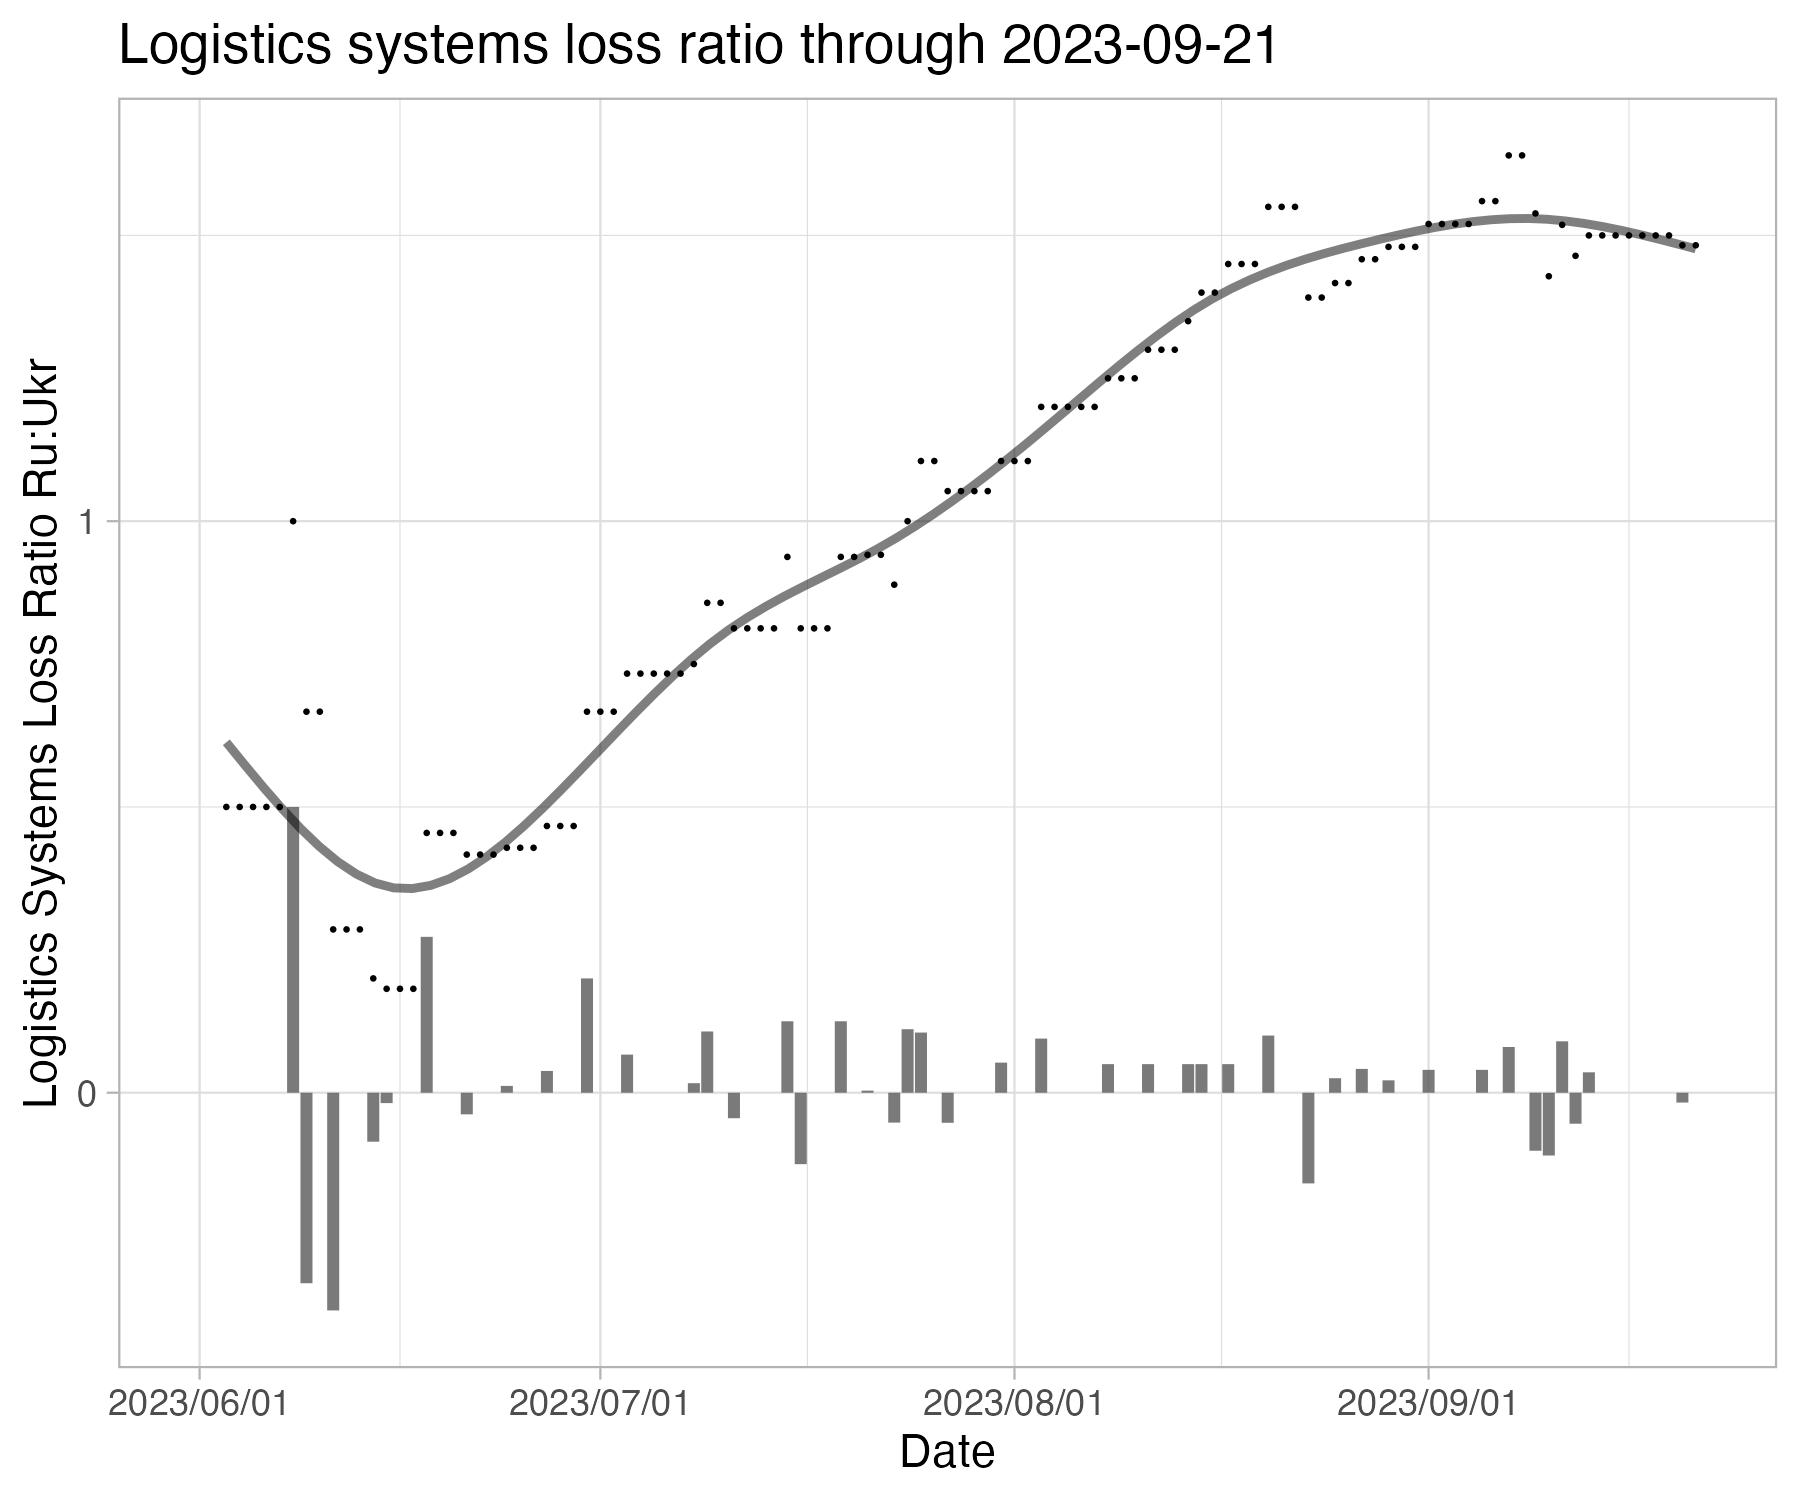 Logistics systems loss ratio through 2023-09-21
Logistics Systems Loss Ratio Ru:Ukr
1
0
2023/06/01
2023/07/01
2023/08/01
2023/09/01
Date